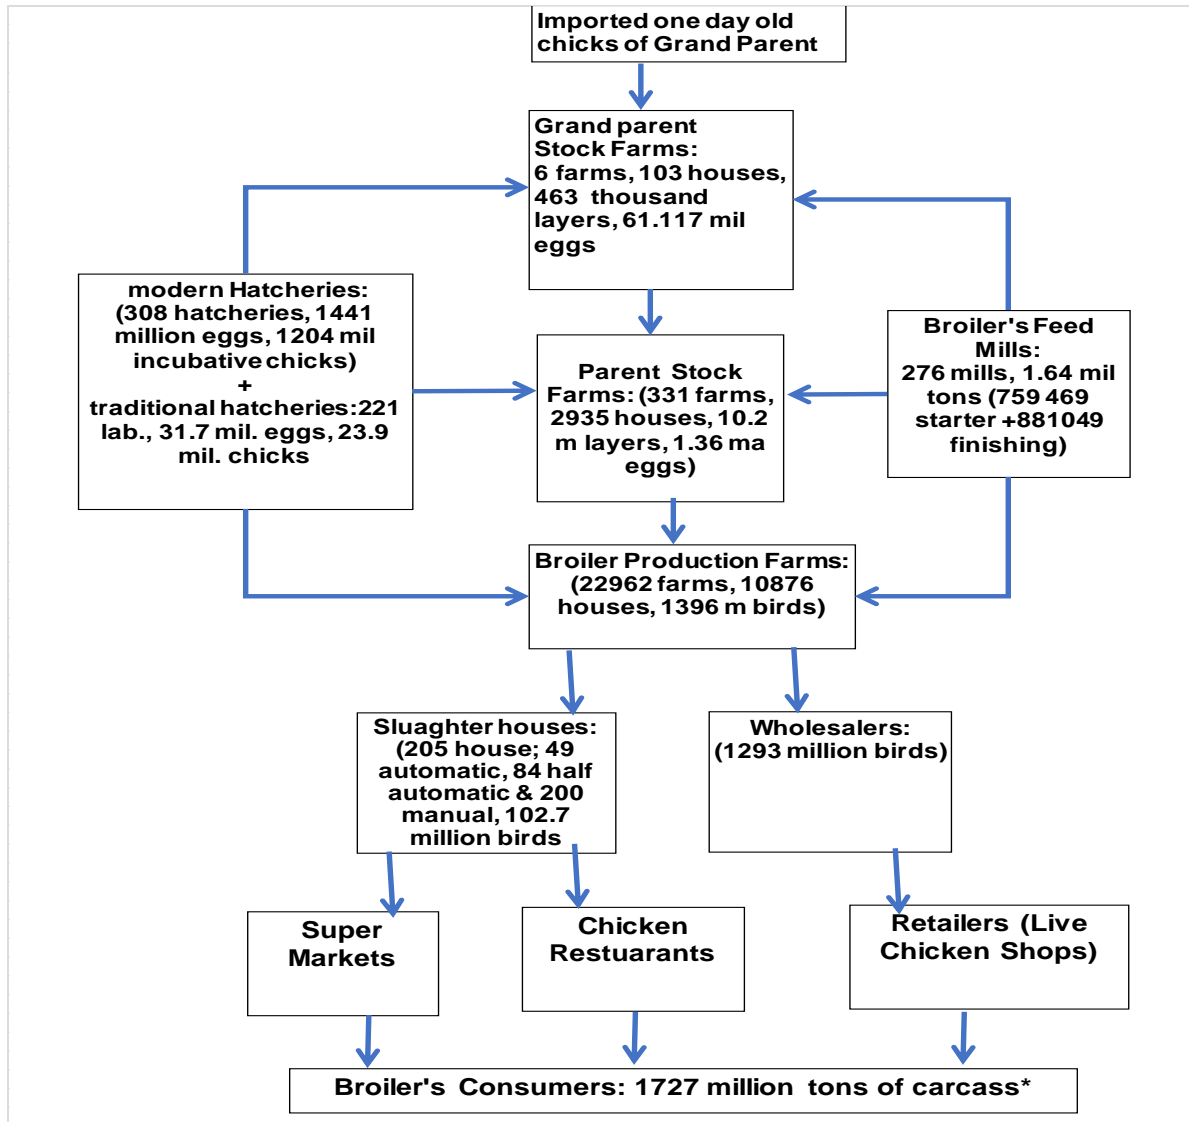 Imported one day old
chicks of Grand Parent
Grand parent
Stock Farms:
6 farms, 103 houses,
463 thousand
layers, 61.117 mil
eggs
modern Hatcheries:
(308 hatcheries, 1441
million eggs, 1204 mil
incubative chicks)
+
traditional hatcheries:221
lab., 31.7 mil. eggs, 23.9
mil. chicks
Parent Stock
Farms: (331 farms,
2935 houses, 10.2
m layers, 1.36 ma
eggs)
Broiler's Feed
Mills:
276 mills, 1.64 mil
tons (759 469
starter +881049
finishing)
Broiler Production Farms:
(22962 farms, 10876
houses, 1396 m birds)
Sluaghter houses:
(205 house; 49
automatic, 84 half
automatic & 200
manual, 102.7
million birds
Wholesalers:
(1293 million birds)
Super
Markets
Chicken
Restuarants
Retailers (Live
Chicken Shops)
Broiler's Consumers: 1727 million tons of carcass*